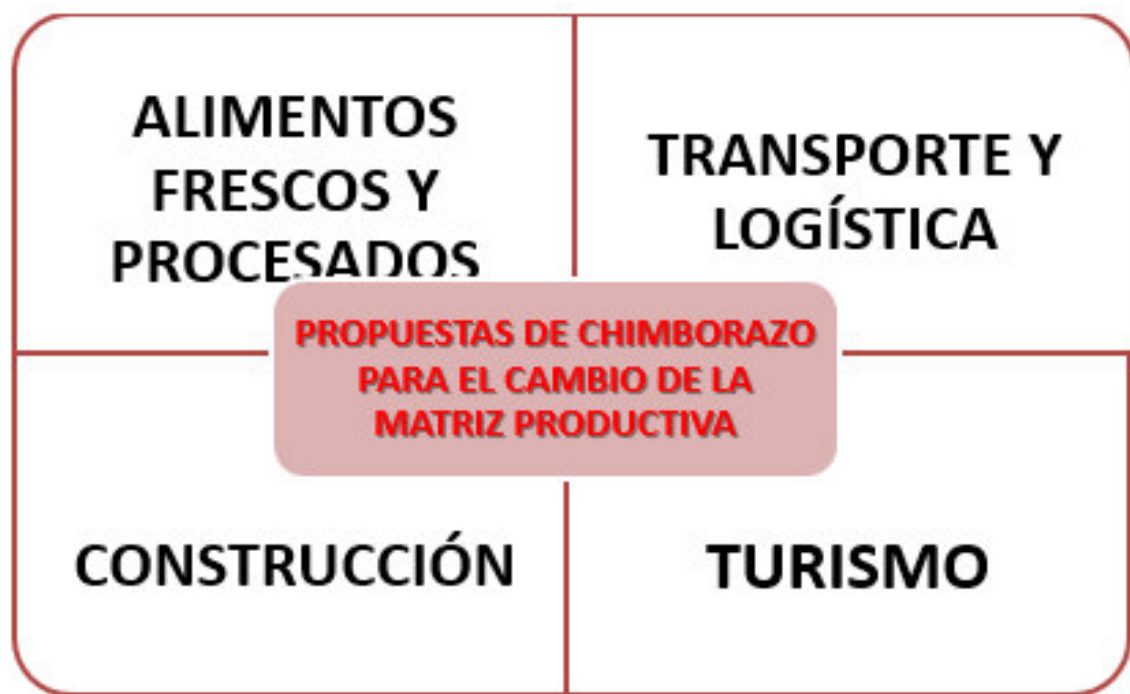 ALIMENTOS
FRESCOS Y
PROCESADOS
TRANSPORTE Y
LOGÍSTICA
PROPUESTAS DE CHIMBORAZO
PARA EL CAMBIO DE LA
MATRIZ PRODUCTIVA
CONSTRUCCIÓN
TURISMO